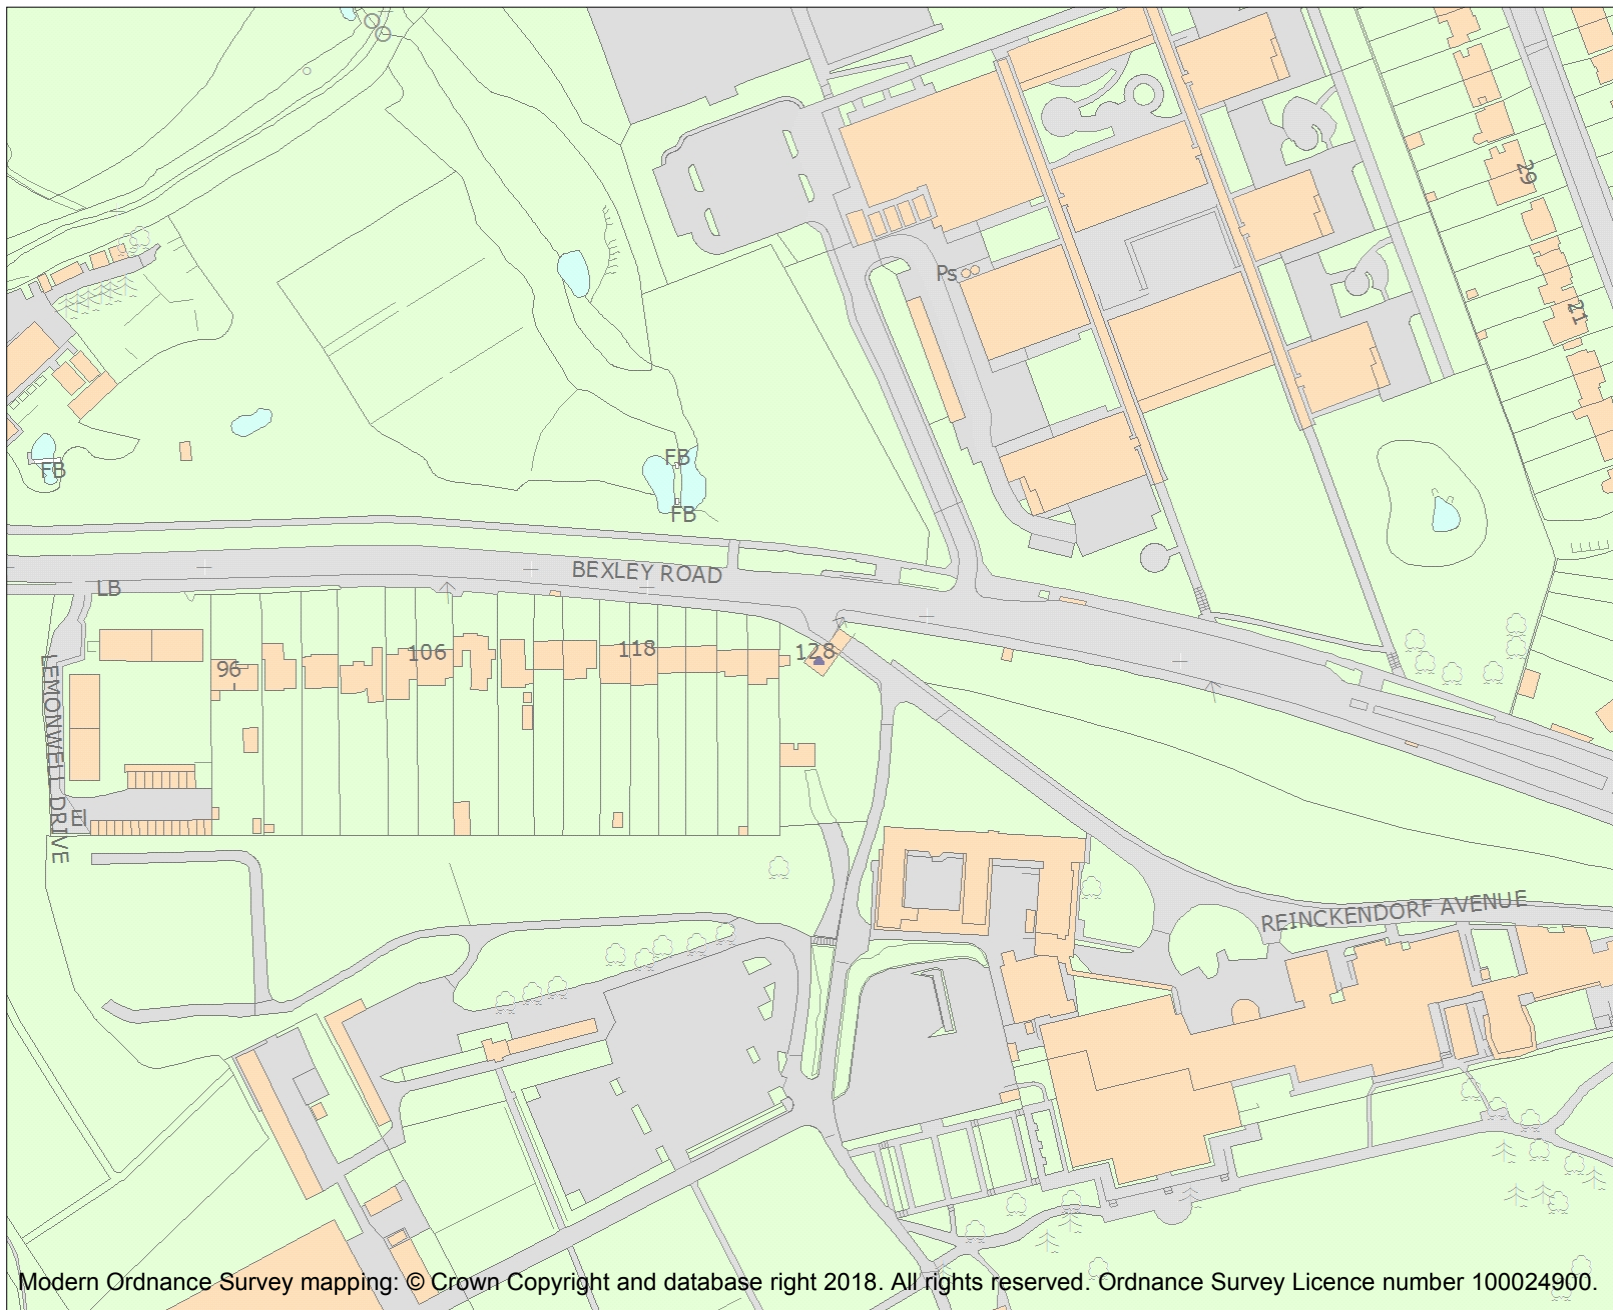 29
Ps
21
FB
FB
FB
BEXLEY ROAD
LB
96
106
118
128
LEMONWELL DRIVE
El
REINCKENDORF AVENUE
Modern Ordnance Survey mapping: © Crown Copyright and database right 2018. All rights reserved. Ordnance Survey Licence number 100024900.